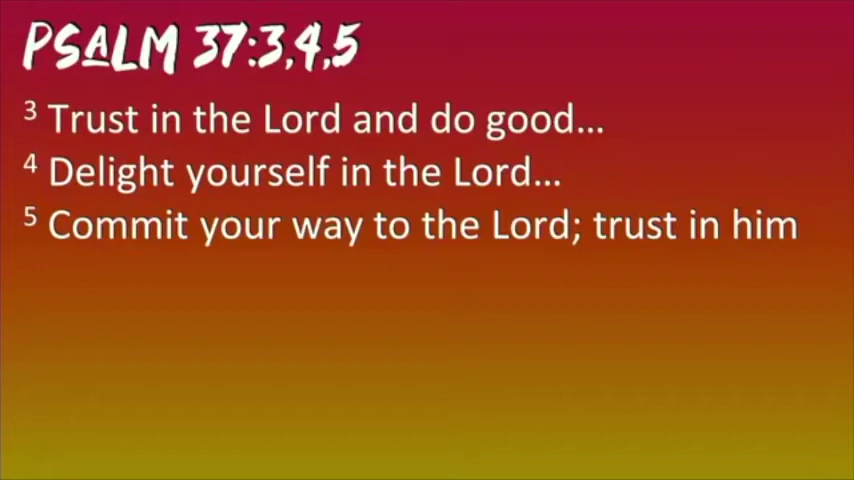 PSALM 37:3,4,5
3 Trust in the Lord and do good...
4 Delight yourself in the Lord...
5 Commit your way to the Lord; trust in him